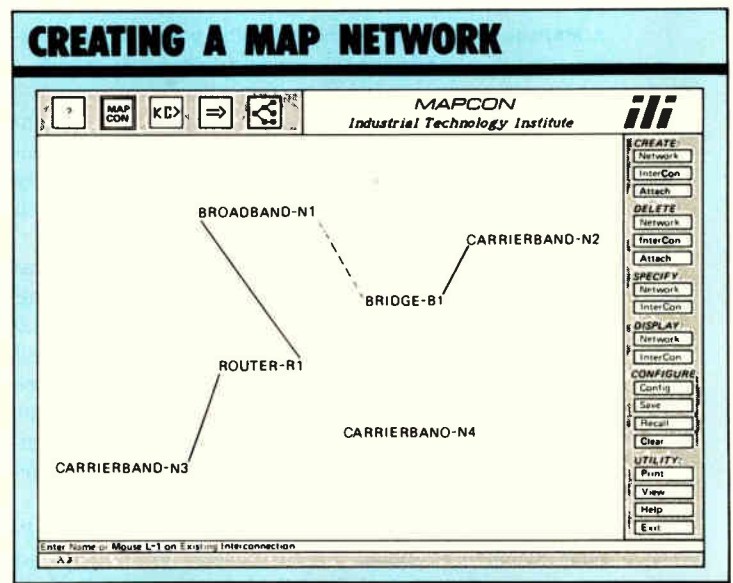 CREATING A MAP NETWORK
?
MAP
CON
MAPCON
Industrial Technology Institute
iti
BROADBAND-N1
CARRIERBAND-N2
BRIDGE-B1
ROUTER-R1
CARRIERBANO-N4
CARRIERBAND-N3
CREATE:
Network
InterCon
Attach
DELETE
Network
InterCon
Attach
SPECIFY
Network
InterCon
DISPLAY
Network
InterCon
CONFIGURE
Config
Save
Recall
Clear
UTILITY:
Print
View
Help
Exit
Enter Name or Mouse L-1 on Existing Interconnection